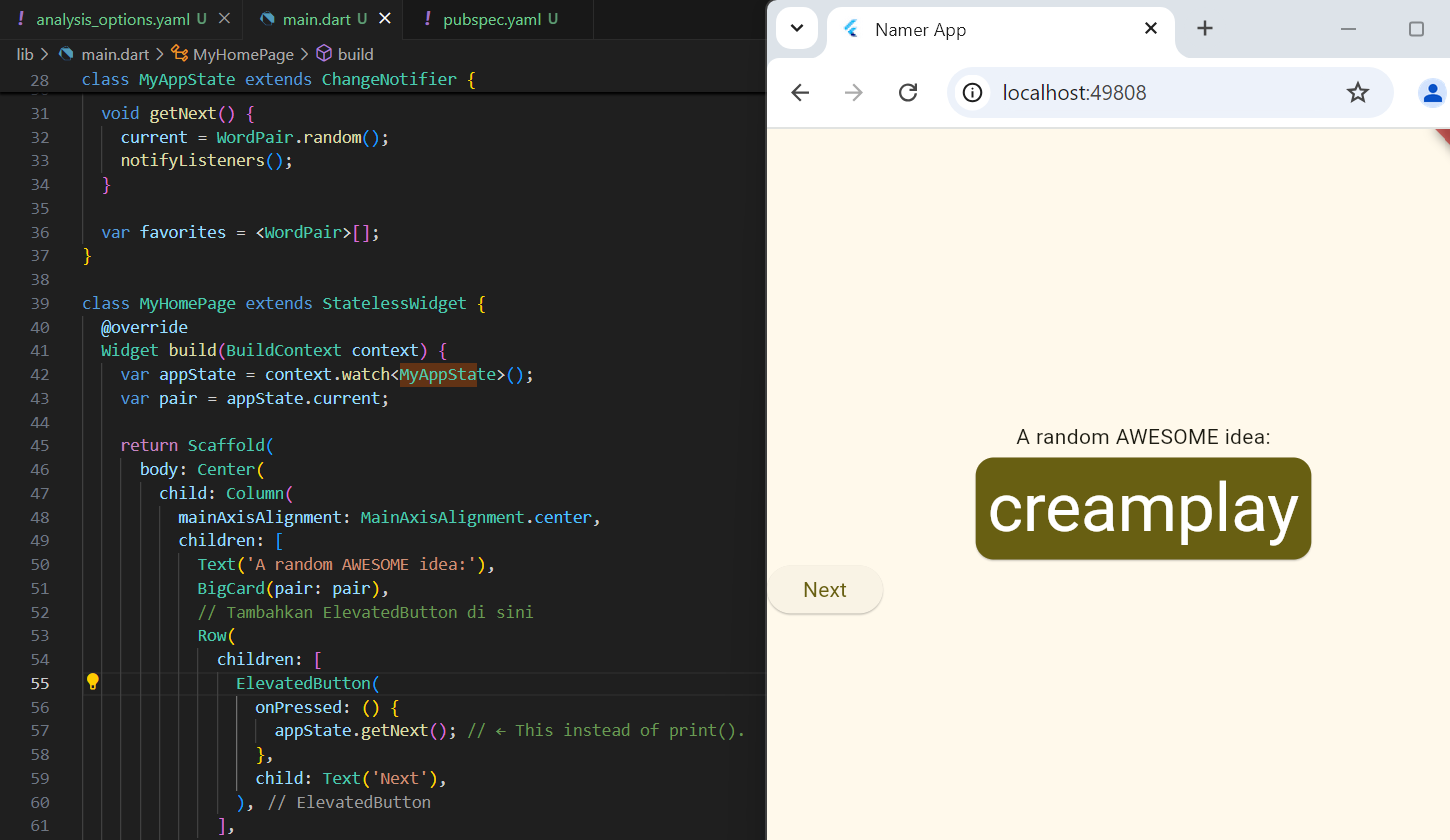 analysis_options.yaml U
main.dart U
pubspec.yaml U
lib > main.dart > MyHomePage > build
28 class MyAppState extends ChangeNotifier {
31 void getNext() {
32 current = WordPair.random();
33 notifyListeners();
34 }
35
36 var favorites = <WordPair>[];
37 }
38
39 class MyHomePage extends StatelessWidget {
40 @override
41 Widget build(BuildContext context) {
42 var appState = context.watch<MyAppState>();
43 var pair = appState.current;
44
45 return Scaffold(
46 body: Center(
47 child: Column(
48 mainAxisAlignment: MainAxisAlignment.center,
49 children: [
50 Text('A random AWESOME idea:'),
51 BigCard(pair: pair),
52 // Tambahkan ElevatedButton di sini
53 Row(
54 children: [
55 ElevatedButton(
56 onPressed: () {
57 appState.getNext(); // ← This instead of print().
58 },
59 child: Text('Next'),
60 ), // ElevatedButton
61 ],
Namer App
localhost:49808
A random AWESOME idea:
creamplay
Next